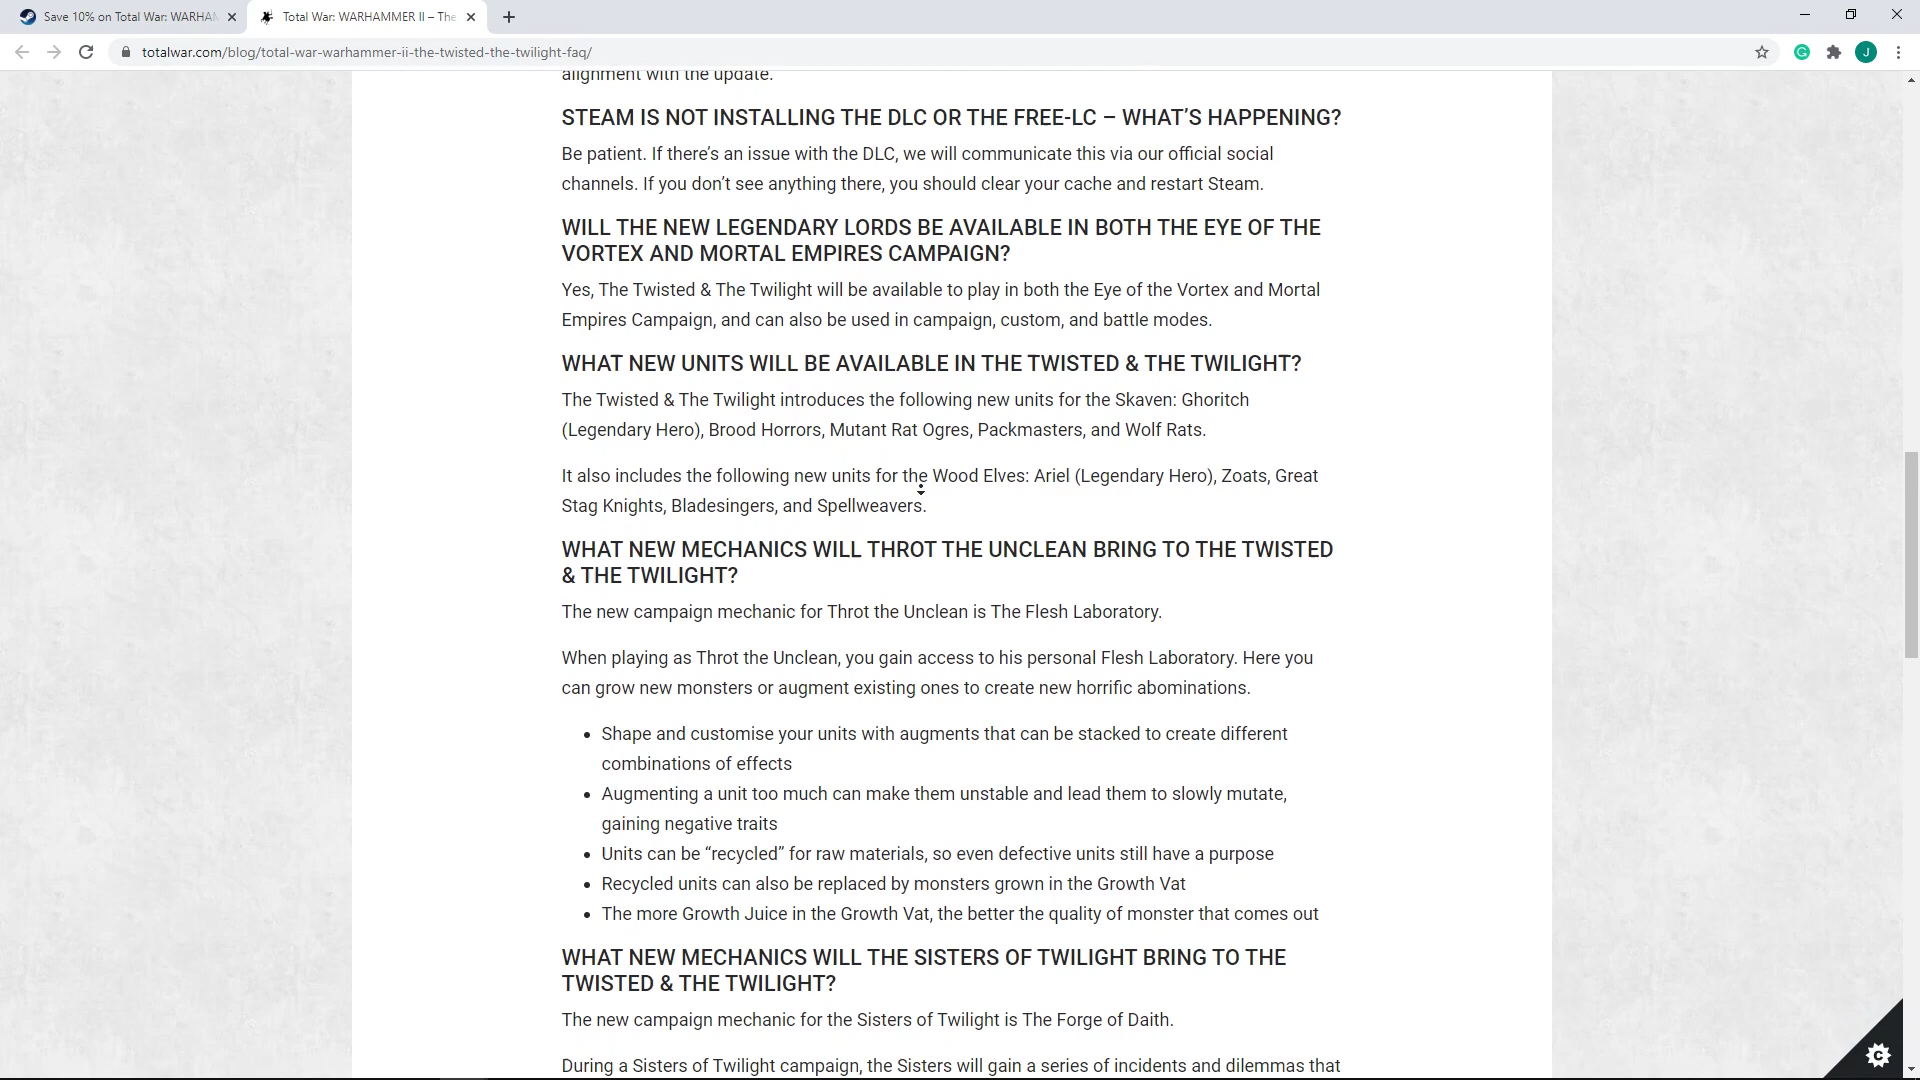 Save 10% on Total War: WARHAM
Total War: WARHAMMER II – The
totalwar.com/blog/total-war-warhammer-ii-the-twisted-the-twilight-faq/
J
alignment with the update.
STEAM IS NOT INSTALLING THE DLC OR THE FREE-LC – WHAT’S HAPPENING?
Be patient. If there’s an issue with the DLC, we will communicate this via our official social
channels. If you don’t see anything there, you should clear your cache and restart Steam.
WILL THE NEW LEGENDARY LORDS BE AVAILABLE IN BOTH THE EYE OF THE
VORTEX AND MORTAL EMPIRES CAMPAIGN?
Yes, The Twisted & The Twilight will be available to play in both the Eye of the Vortex and Mortal
Empires Campaign, and can also be used in campaign, custom, and battle modes.
WHAT NEW UNITS WILL BE AVAILABLE IN THE TWISTED & THE TWILIGHT?
The Twisted & The Twilight introduces the following new units for the Skaven: Ghoritch
(Legendary Hero), Brood Horrors, Mutant Rat Ogres, Packmasters, and Wolf Rats.
It also includes the following new units for the Wood Elves: Ariel (Legendary Hero), Zoats, Great
Stag Knights, Bladesingers, and Spellweavers.
WHAT NEW MECHANICS WILL THROT THE UNCLEAN BRING TO THE TWISTED
& THE TWILIGHT?
The new campaign mechanic for Throt the Unclean is The Flesh Laboratory.
When playing as Throt the Unclean, you gain access to his personal Flesh Laboratory. Here you
can grow new monsters or augment existing ones to create new horrific abominations.
• Shape and customise your units with augments that can be stacked to create different
combinations of effects
• Augmenting a unit too much can make them unstable and lead them to slowly mutate,
gaining negative traits
• Units can be “recycled” for raw materials, so even defective units still have a purpose
• Recycled units can also be replaced by monsters grown in the Growth Vat
• The more Growth Juice in the Growth Vat, the better the quality of monster that comes out
WHAT NEW MECHANICS WILL THE SISTERS OF TWILIGHT BRING TO THE
TWISTED & THE TWILIGHT?
The new campaign mechanic for the Sisters of Twilight is The Forge of Daith.
During a Sisters of Twilight campaign, the Sisters will gain a series of incidents and dilemmas that